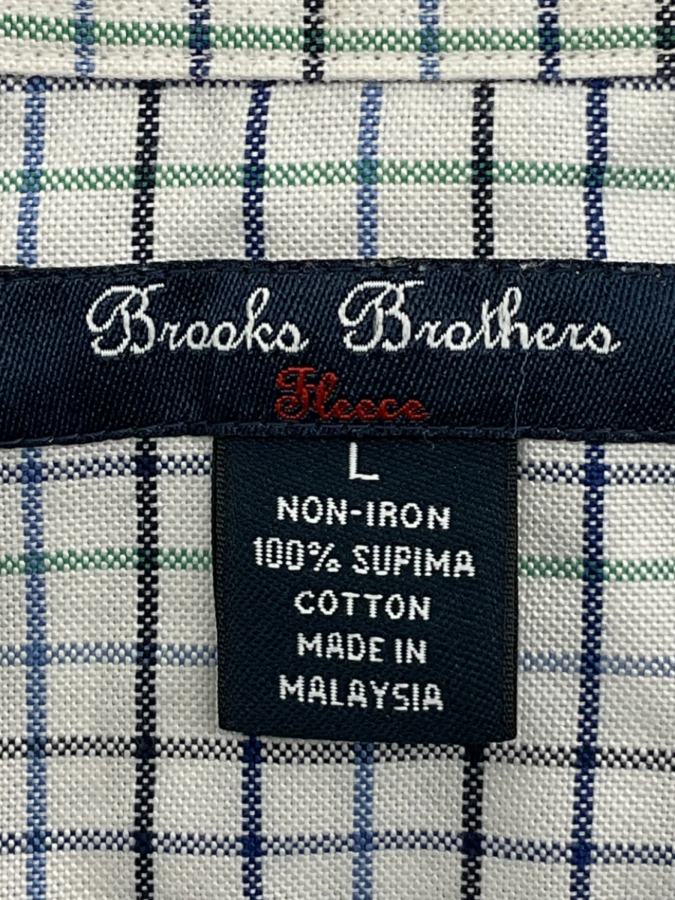 Brooks Brothers
Fleece
L
NON-IRON
100% SUPIMA
COTTON
MADE IN
MALAYSIA